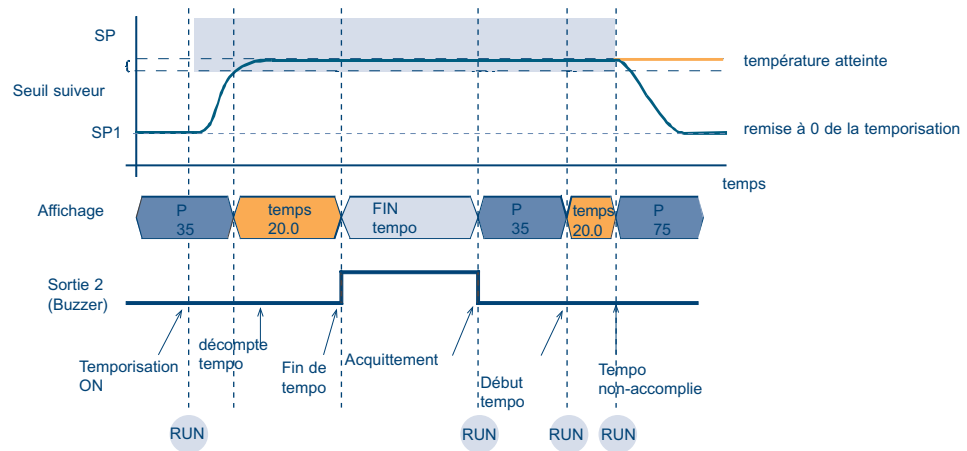 SP
température atteinte
Seuil suiveur
SP1
remise à 0 de la temporisation
temps
Affichage
P
35
temps
20.0
FIN
tempo
P
35
temps
20.0
P
75
Sortie 2
(Buzzer)
Temporisation
ON
décompte
tempo
Fin de
tempo
Acquittement
Début
tempo
Tempo
non-accomplie
RUN
RUN
RUN
RUN